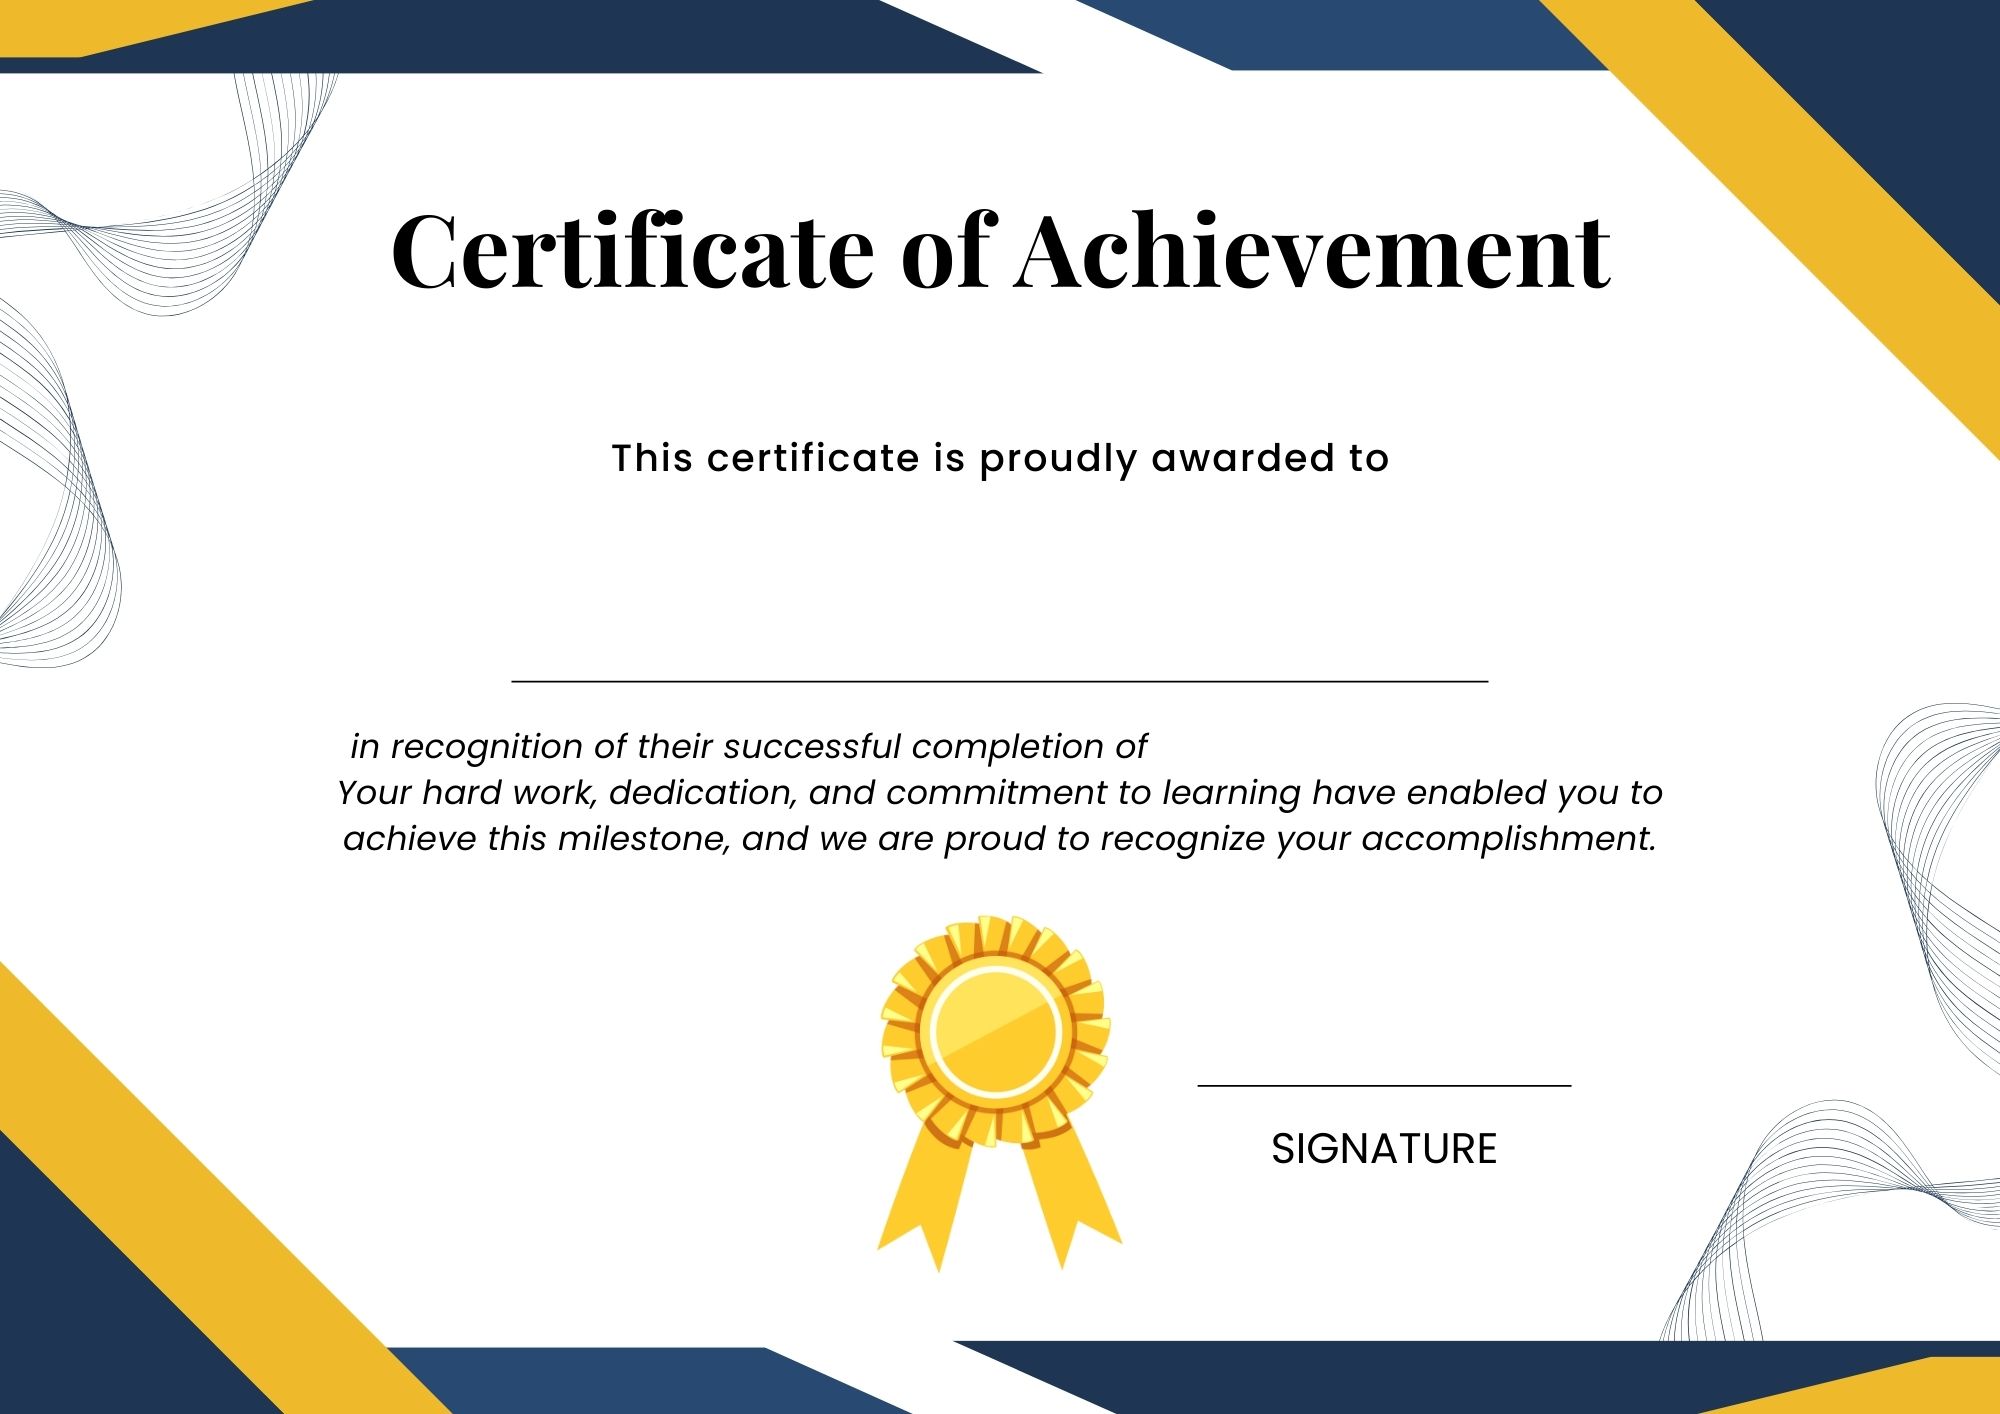 Certificate of Achievement
This certificate is proudly awarded to
in recognition of their successful completion of
Your hard work, dedication, and commitment to learning have enabled you to
achieve this milestone, and we are proud to recognize your accomplishment.
SIGNATURE